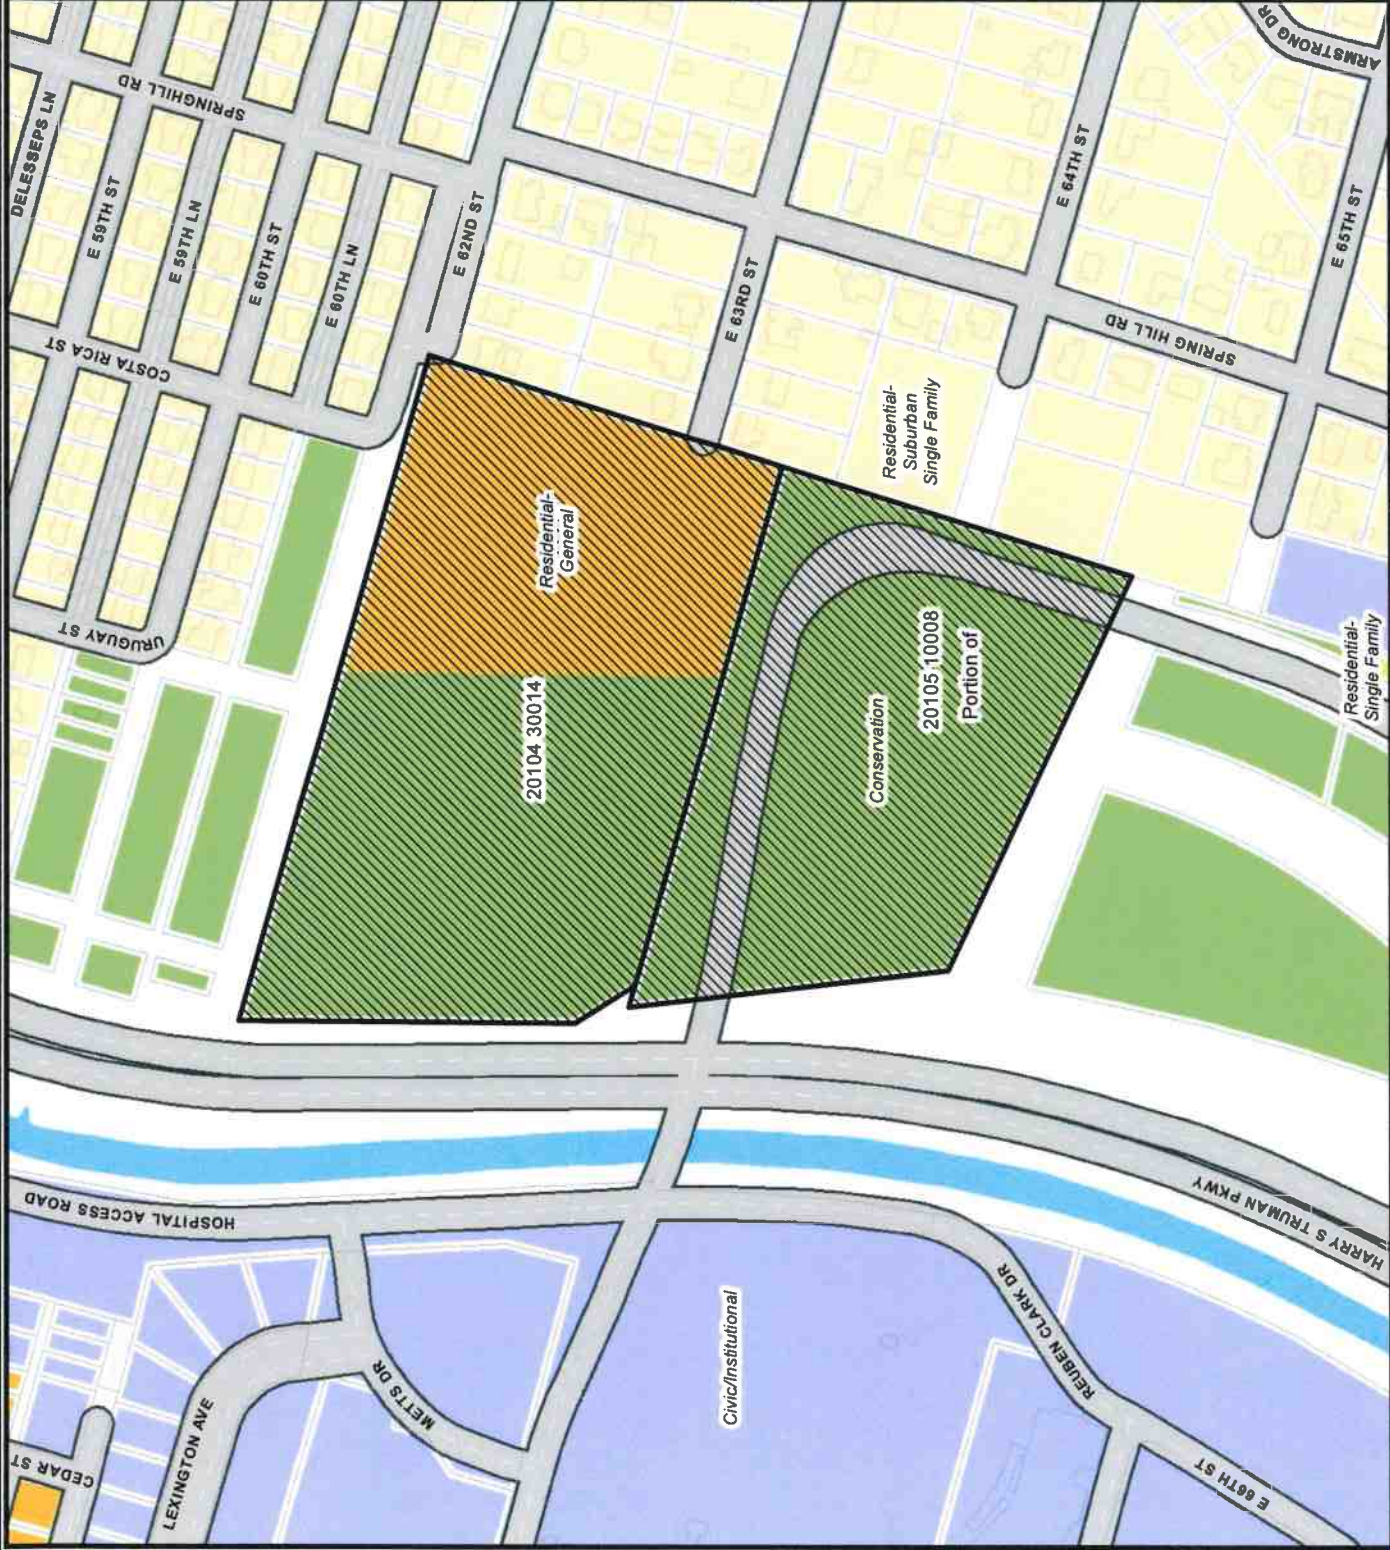 DELESSEPS LN
SPRINGHILL RD
E 59TH ST
E 59TH LN
E 60TH ST
E 60TH LN
E 62ND ST
COSTA RICA ST
URUGUAY ST
E 63RD ST
E 64TH ST
E 65TH ST
ARMSTRONG DR
SPRING HILL RD
Residential-
General
Residential-
Suburban
Single Family
20104 30014
20105 10008
Portion of
Conservation
Residential-
Single Family
HARRY S TRUMAN PKWY
HOSPITAL ACCESS ROAD
Civic/Institutional
REUBEN CLARK DR
METTS DR
LEXINGTON AVE
CEDAR ST
E 66TH ST